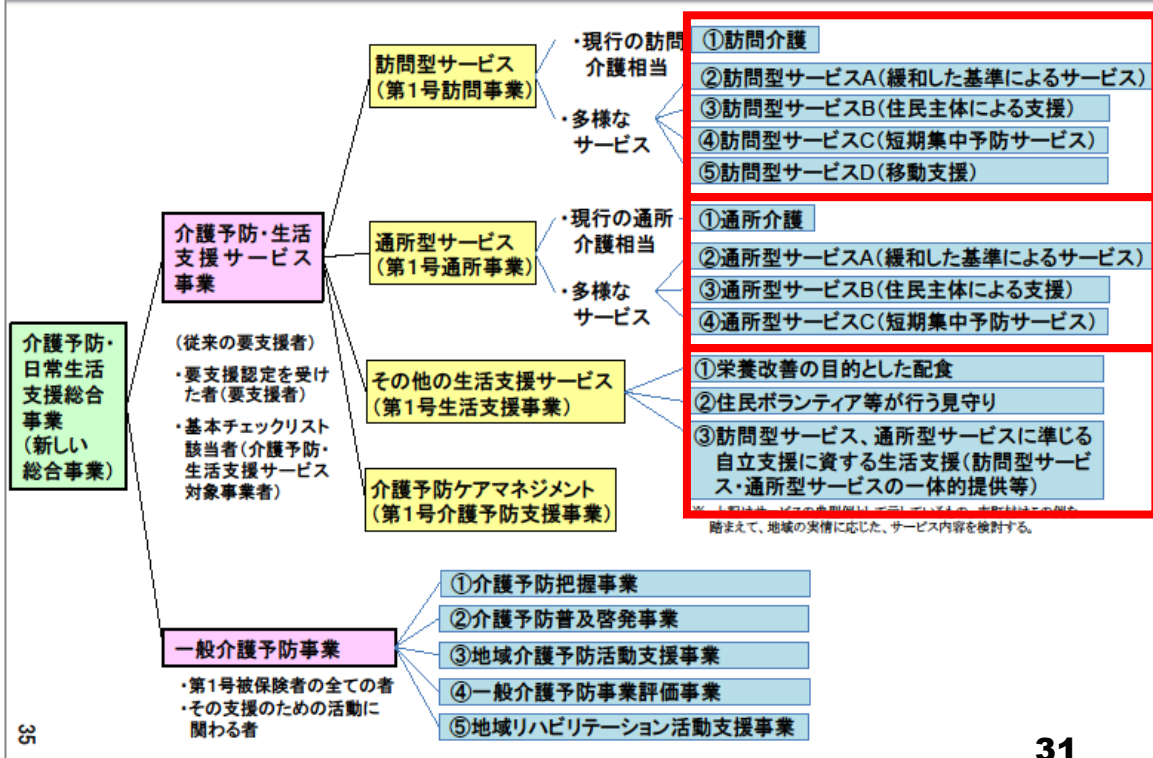 介護予防・
日常生活
支援総合
事業
(新しい
総合事業)
介護予防・生活
支援サービス
事業
(従来の要支援者)
・要支援認定を受け
た者(要支援者)
・基本チェックリスト
該当者(介護予防・
生活支援サービス
対象事業者)
訪問型サービス
(第1号訪問事業)
・現行の訪問
介護相当
・多様な
サービス
①訪問介護
②訪問型サービスA(緩和した基準によるサービス)
③訪問型サービスB(住民主体による支援)
④訪問型サービスC(短期集中予防サービス)
⑤訪問型サービスD(移動支援)
通所型サービス
(第1号通所事業)
・現行の通所
介護相当
・多様な
サービス
①通所介護
②通所型サービスA(緩和した基準によるサービス)
③通所型サービスB(住民主体による支援)
④通所型サービスC(短期集中予防サービス)
その他の生活支援サービス
(第1号生活支援事業)
①栄養改善の目的とした配食
②住民ボランティア等が行う見守り
③訪問型サービス、通所型サービスに準じる
自立支援に資する生活支援(訪問型サービ
ス・通所型サービスの一体的提供等)
踏まえて、地域の実情に応じた、サービス内容を検討する。
介護予防ケアマネジメント
(第1号介護予防支援事業)
一般介護予防事業
・第1号被保険者の全ての者
・その支援のための活動に
関わる者
①介護予防把握事業
②介護予防普及啓発事業
③地域介護予防活動支援事業
④一般介護予防事業評価事業
⑤地域リハビリテーション活動支援事業
35
31